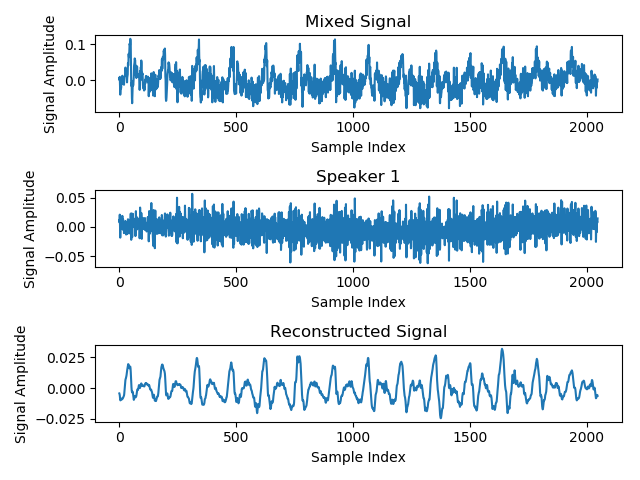 Mixed Signal
Signal Amplitude
0.1
0.0
0 500 1000 1500 2000
Sample Index
Speaker 1
Signal Amplitude
0.05
0.00
−0.05
0 500 1000 1500 2000
Sample Index
Reconstructed Signal
Signal Amplitude
0.025
0.000
−0.025
0 500 1000 1500 2000
Sample Index